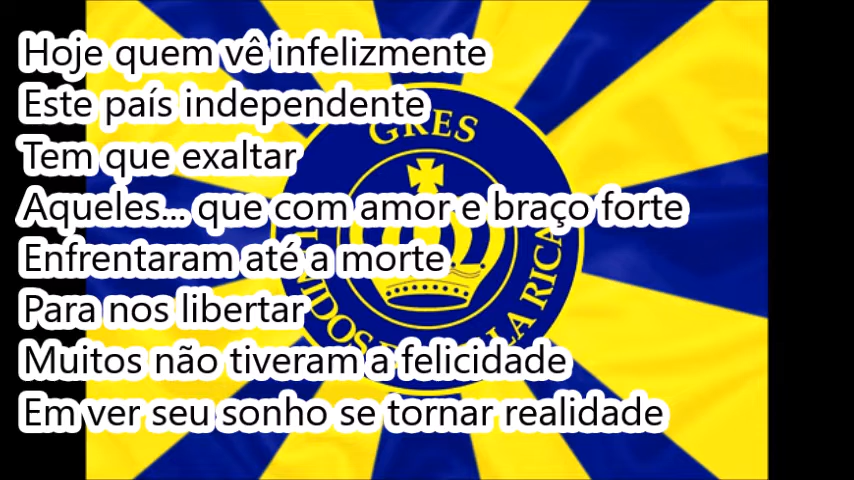 Hoje quem vê infelizmente
Este país independente
Tem que exaltar
Aqueles... que com amor e braço forte
Enfrentaram até a morte
Para nos libertar
Muitos não tiveram a felicidade
Em ver seu sonho se tornar realidade
GRES